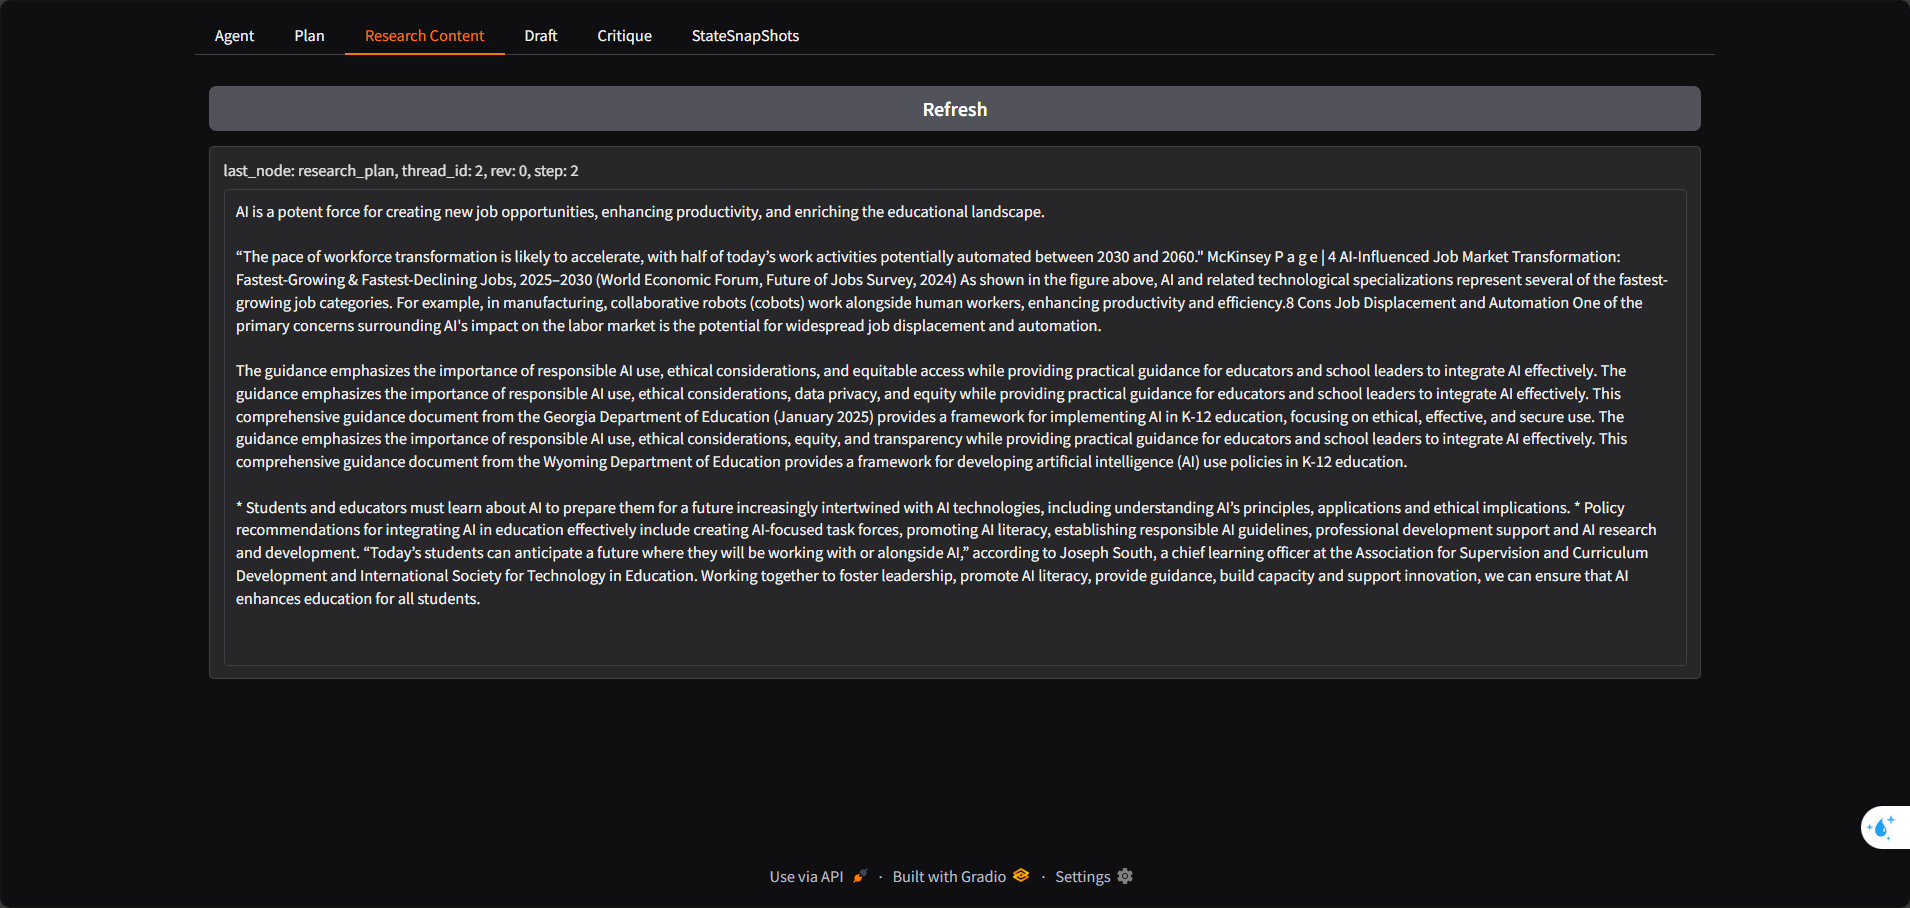 Agent Plan Research Content Draft Critique StateSnapShots
Refresh
last_node: research_plan, thread_id: 2, rev: 0, step: 2
AI is a potent force for creating new job opportunities, enhancing productivity, and enriching the educational landscape.
“The pace of workforce transformation is likely to accelerate, with half of today’s work activities potentially automated between 2030 and 2060." McKinsey P a g e | 4 AI-Influenced Job Market Transformation:
Fastest-Growing & Fastest-Declining Jobs, 2025–2030 (World Economic Forum, Future of Jobs Survey, 2024) As shown in the figure above, AI and related technological specializations represent several of the fastest-
growing job categories. For example, in manufacturing, collaborative robots (cobots) work alongside human workers, enhancing productivity and efficiency.8 Cons Job Displacement and Automation One of the
primary concerns surrounding AI's impact on the labor market is the potential for widespread job displacement and automation.
The guidance emphasizes the importance of responsible AI use, ethical considerations, and equitable access while providing practical guidance for educators and school leaders to integrate AI effectively. The
guidance emphasizes the importance of responsible AI use, ethical considerations, data privacy, and equity while providing practical guidance for educators and school leaders to integrate AI effectively. This
comprehensive guidance document from the Georgia Department of Education (January 2025) provides a framework for implementing AI in K-12 education, focusing on ethical, effective, and secure use. The
guidance emphasizes the importance of responsible AI use, ethical considerations, equity, and transparency while providing practical guidance for educators and school leaders to integrate AI effectively. This
comprehensive guidance document from the Wyoming Department of Education provides a framework for developing artificial intelligence (AI) use policies in K-12 education.
* Students and educators must learn about AI to prepare them for a future increasingly intertwined with AI technologies, including understanding AI’s principles, applications and ethical implications. * Policy
recommendations for integrating AI in education effectively include creating AI-focused task forces, promoting AI literacy, establishing responsible AI guidelines, professional development support and AI research
and development. “Today’s students can anticipate a future where they will be working with or alongside AI,” according to Joseph South, a chief learning officer at the Association for Supervision and Curriculum
Development and International Society for Technology in Education. Working together to foster leadership, promote AI literacy, provide guidance, build capacity and support innovation, we can ensure that AI
enhances education for all students.
Use via API · Built with Gradio · Settings